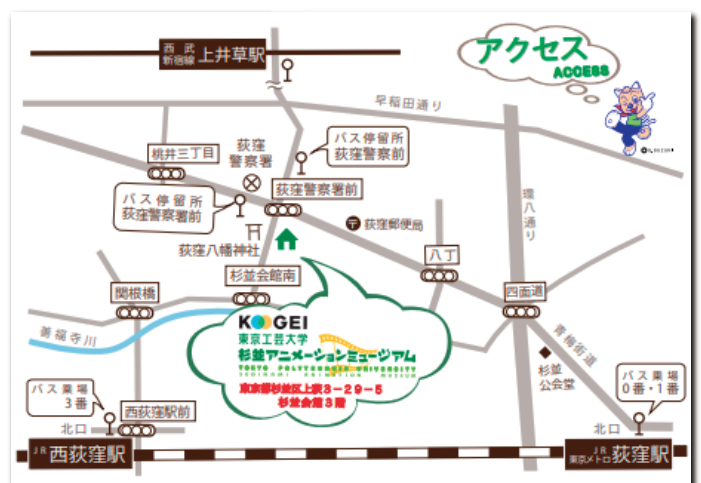 西武
新宿線 上井草駅
アクセス
ACCESS
早稲田通り
桃井三丁目
荻窪
警察署
バス停留所
荻窪警察前
バス停留所
荻窪警察署前
荻窪警察署前
環八通り
荻窪郵便局
荻窪八幡神社
八丁
杉並会館南
関根橋
四面道
善福寺川
KOGEI
東京工芸大学
杉並アニメーションミュージアム
TOKYO POLYTECHNIC UNIVERSITY
SUGINAMI ANIMATION MUSEUM
東京都杉並区上荻3-29-5
杉並会館3階
青梅街道
杉並
公会堂
バス乗場
3番
バス乗場
0番・1番
西荻窪駅前
北口
北口
JR 西荻窪駅
JR
東京メトロ 荻窪駅